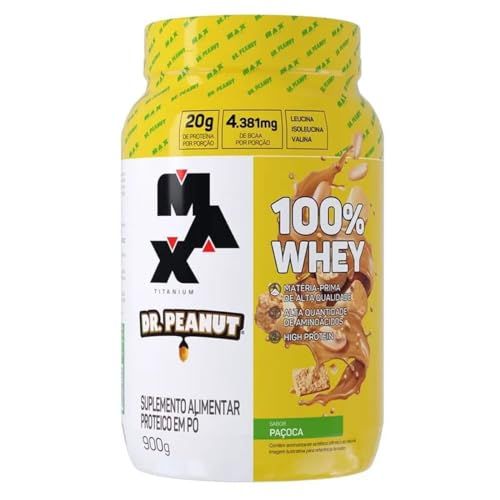 MAX DR. PEANUT MAX DR. PEANUT
20g
DE PROTEÍNA
POR PORÇÃO
4.381mg
DE BCAA
POR PORÇÃO
LEUCINA
ISOLEUCINA
VALINA
MAX
TITANIUM
DR. PEANUT
SUPLEMENTO ALIMENTAR
PROTEICO EM PÓ
900g
100%
WHEY
MATÉRIA-PRIMA
DE ALTA QUALIDADE
ALTA QUANTIDADE
DE AMINOÁCIDOS
HIGH PROTEIN
SABOR
PAÇOCA